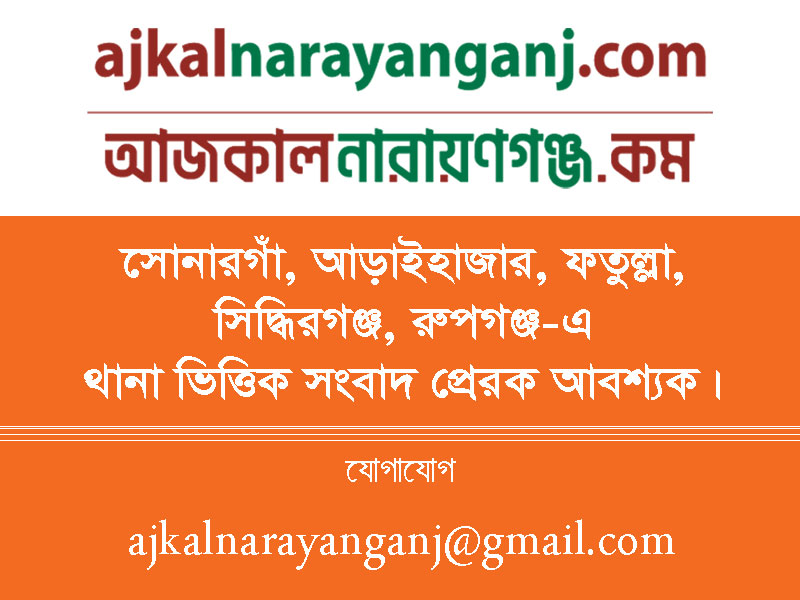 ajkalnarayanganj.com
আজকালনারায়ণগঞ্জ.কম
সোনারগাঁ, আড়াইহাজার, ফতুল্লা,
সিদ্ধিরগঞ্জ, রুপগঞ্জ-এ
থানা ভিত্তিক সংবাদ প্রেরক আবশ্যক।
যোগাযোগ
ajkalnarayanganj@gmail.com